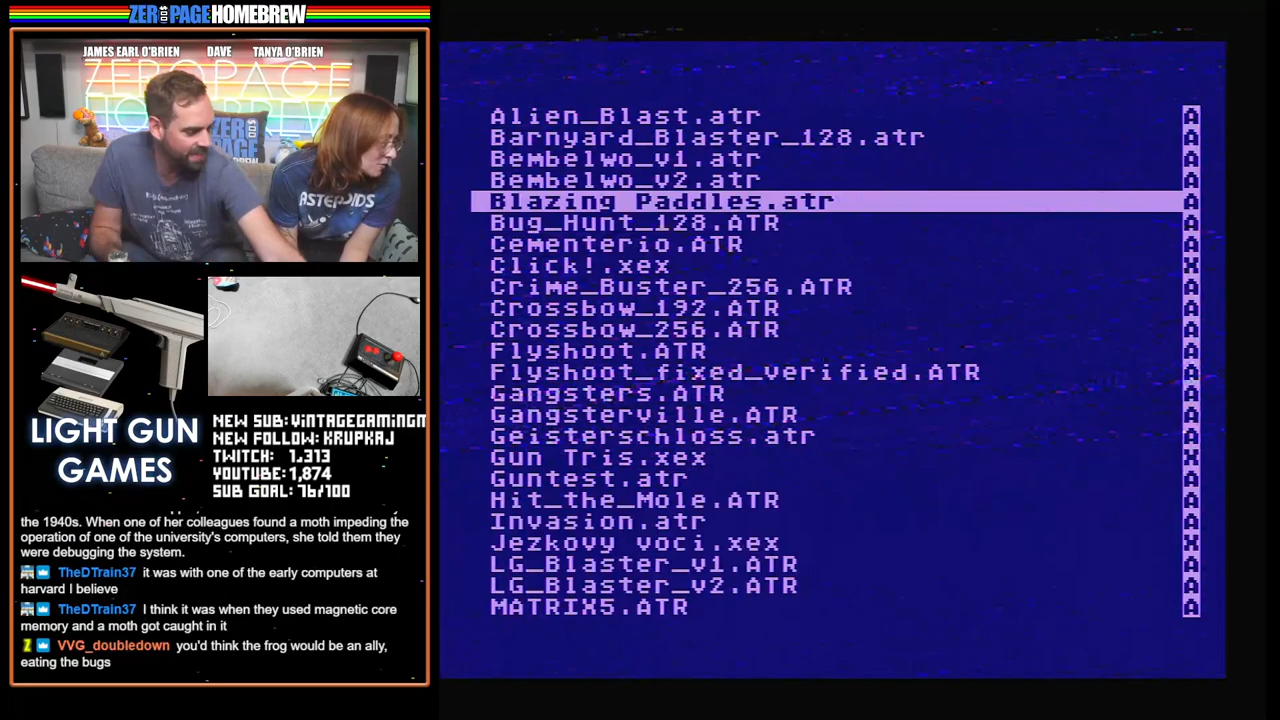 ZEROPAGE HOMEBREW
JAMES EARL O'BRIEN DAVE TANYA O'BRIEN
ZEROPAGE
HOMEBREW
ZERO
PAGE
ASTEROIDS
LIGHT GUN
GAMES
NEW SUB: VINTAGEGAMINGM
NEW FOLLOW: KRUPKAJ
TWITCH: 1,313
YOUTUBE: 1,874
SUB GOAL: 76/100
the 1940s. When one of her colleagues found a moth impeding the
operation of one of the university's computers, she told them they
were debugging the system.
TheDTrain37 it was with one of the early computers at
harvard I believe
TheDTrain37 I think it was when they used magnetic core
memory and a moth got caught in it
VVG_doubledown you'd think the frog would be an ally,
eating the bugs
Alien_Blast.atr A
Barnyard_Blaster_128.atr A
Bembelwo_v1.atr A
Bembelwo_v2.atr A
Blazing Paddles.atr A
Bug_Hunt_128.ATR A
Cementerio.ATR A
Click!.xex X
Crime_Buster_256.ATR A
Crossbow_192.ATR A
Crossbow_256.ATR A
Flyshoot.ATR A
Flyshoot_fixed_verified.ATR A
Gangsters.ATR A
Gangsterville.ATR A
Geisterschloss.atr A
Gun Tris.xex X
Guntest.atr A
Hit_the_Mole.ATR A
Invasion.atr A
Jezkovy voci.xex X
LG_Blaster_v1.ATR A
LG_Blaster_v2.ATR A
MATRIX5.ATR A